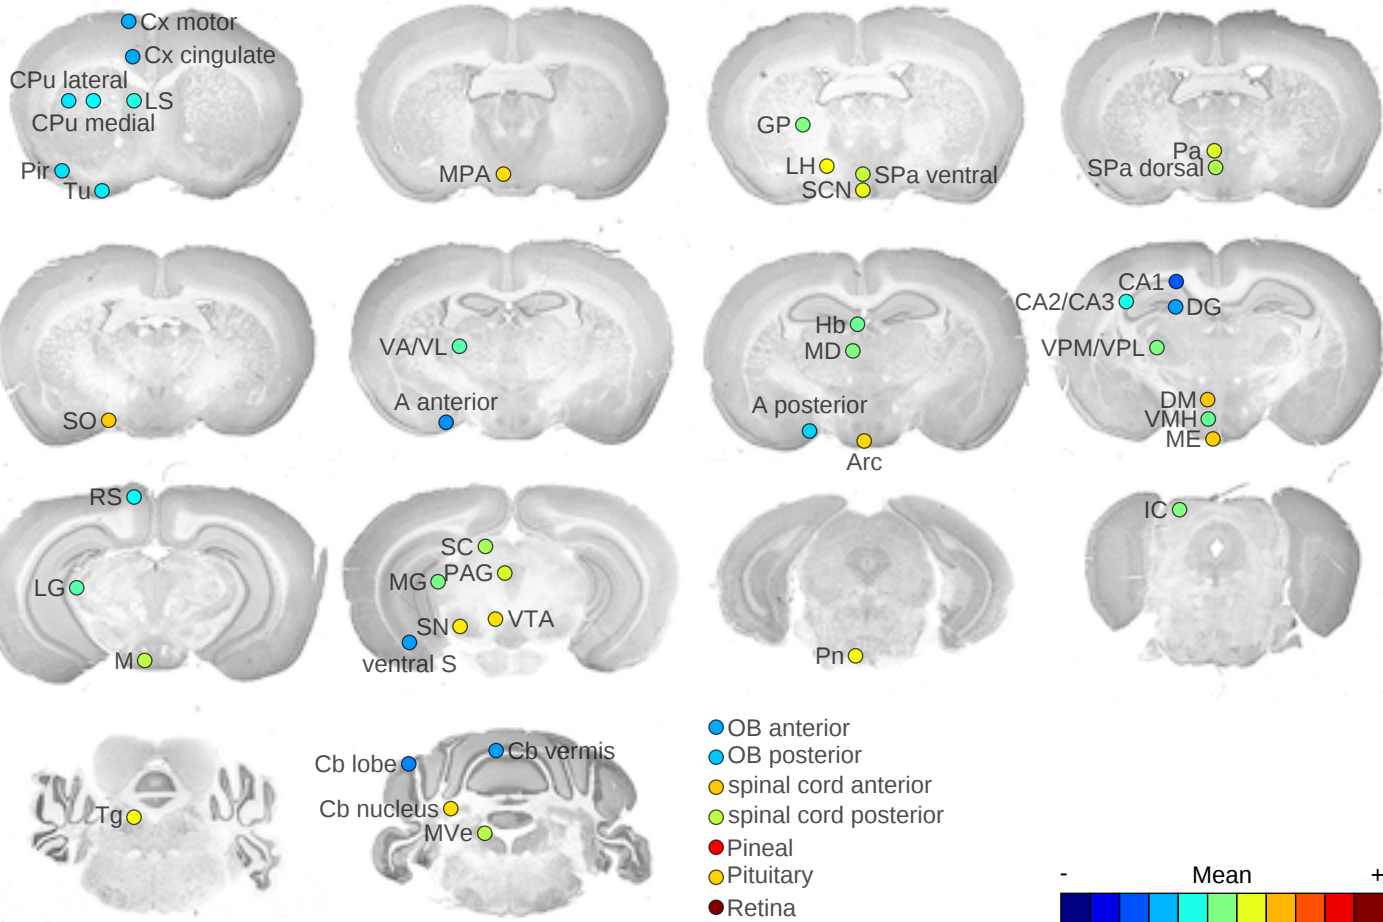 Cx motor
Cx cingulate
CPu lateral
LS
CPu medial
Pir
Tu
MPA
GP
LH
SPa ventral
SCN
Pa
SPa dorsal
SO
VA/VL
A anterior
Hb
MD
A posterior
Arc
CA1
CA2/CA3
DG
VPM/VPL
DM
VMH
ME
RS
LG
M
SC
MG
PAG
SN
VTA
ventral S
Pn
IC
Tg
Cb lobe
Cb vermis
Cb nucleus
MVe
OB anterior
OB posterior
spinal cord anterior
spinal cord posterior
Pineal
Pituitary
Retina
- Mean +